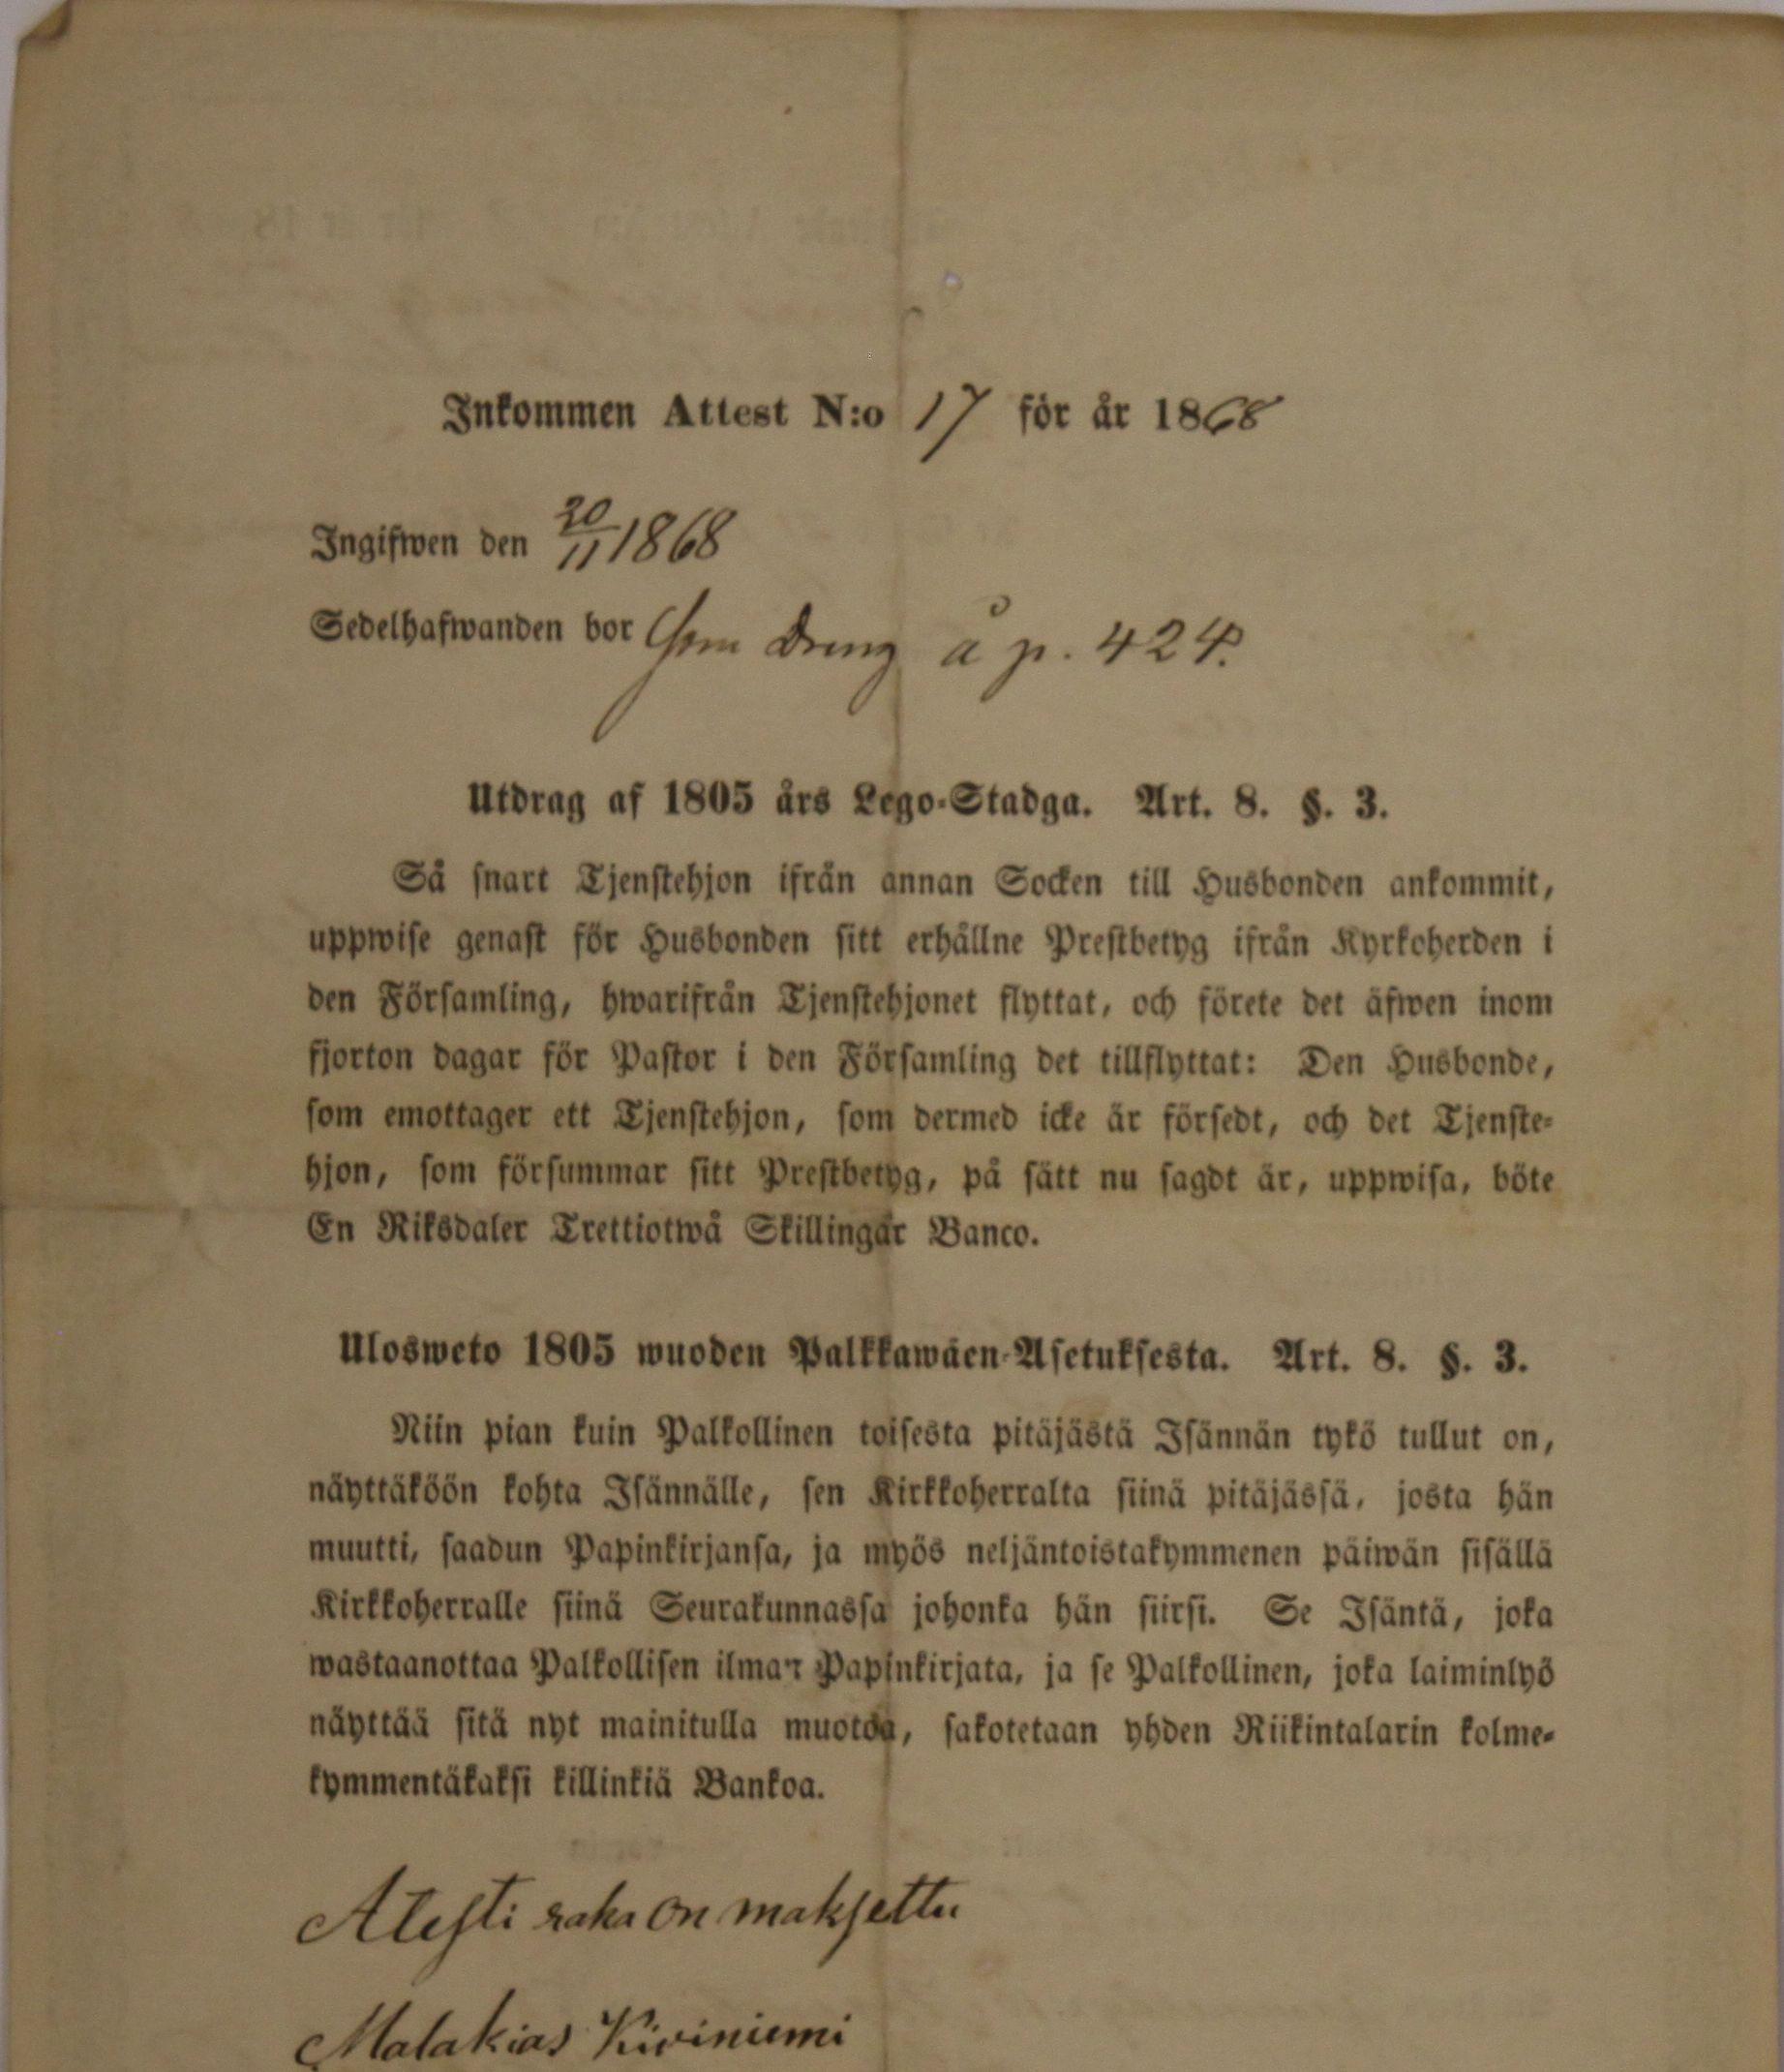 Inkommen Attest N:o 17 för år 1868
Ingifwen den 20/11 1868
Sedelhafwanden bor som Dreng å p. 424.
Utdrag af 1805 års Lego-Stadga. Art. 8. §. 3.
Så snart Tjenstehjon ifrån annan Socken till Husbonden ankommit,
uppwise genast för Husbonden sitt erhållne Prestbetyg ifrån Kyrkoherden i
den Församling, hwarifrån Tjenstehjonet flyttat, och förete det äfwen inom
fjorton dagar för Pastor i den Församling det tillflyttat: Den Husbonde,
som emottager ett Tjenstehjon, som dermed icke är försedt, och det Tjenste-
hjon, som försummar sitt Prestbetyg, på sätt nu sagdt är, uppwisa, böte
En Riksdaler Trettiotwå Skillingar Banco.
Ulosweto 1805 wuoden Palkkawäen-Asetuksesta. Art. 8. §. 3.
Niin pian kuin Palkollinen toisesta pitäjästä Isännän tykö tullut on,
näyttäköön kohta Isännälle, sen Kirkkoherralta siinä pitäjässä, josta hän
muutti, saadun Papinkirjansa, ja myös neljäntoistakymmenen päiwän sisällä
Kirkkoherralle siinä Seurakunnassa johonka hän siirsi. Se Isäntä, joka
wastaanottaa Palkollisen ilman Papinkirjata, ja se Palkollinen, joka laiminlyö
näyttää sitä nyt mainitulla muotoa, sakotetaan yhden Riikintalarin kolme-
kymmentäkaksi killinkiä Bankoa.
Atesti raha on maksettu
Malakias Kiviniemi